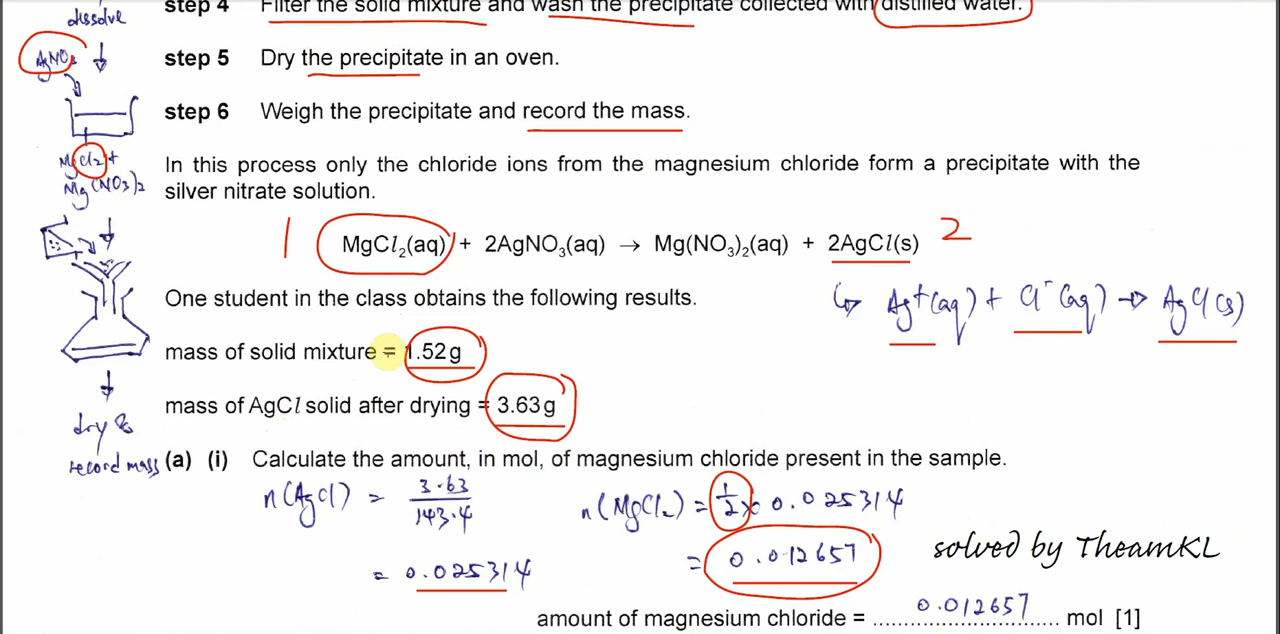 step 4 Filter the solid mixture and wash the precipitate collected with distilled water.
dissolve
AgNO3
step 5 Dry the precipitate in an oven.
step 6 Weigh the precipitate and record the mass.
MgCl2 +
Mg(NO3)2
In this process only the chloride ions from the magnesium chloride form a precipitate with the
silver nitrate solution.
1 MgCl2(aq) + 2AgNO3(aq) → Mg(NO3)2(aq) + 2AgCl(s) 2
One student in the class obtains the following results.
↳ Ag+(aq) + Cl-(aq) → AgCl(s)
mass of solid mixture = 1.52 g
mass of AgCl solid after drying = 3.63 g
dry &
record mass
(a) (i) Calculate the amount, in mol, of magnesium chloride present in the sample.
n(AgCl) = 3.63/143.4
= 0.025314
n(MgCl2) = 1/2 x 0.025314
= 0.012657
solved by TheamKL
amount of magnesium chloride = 0.012657 mol [1]